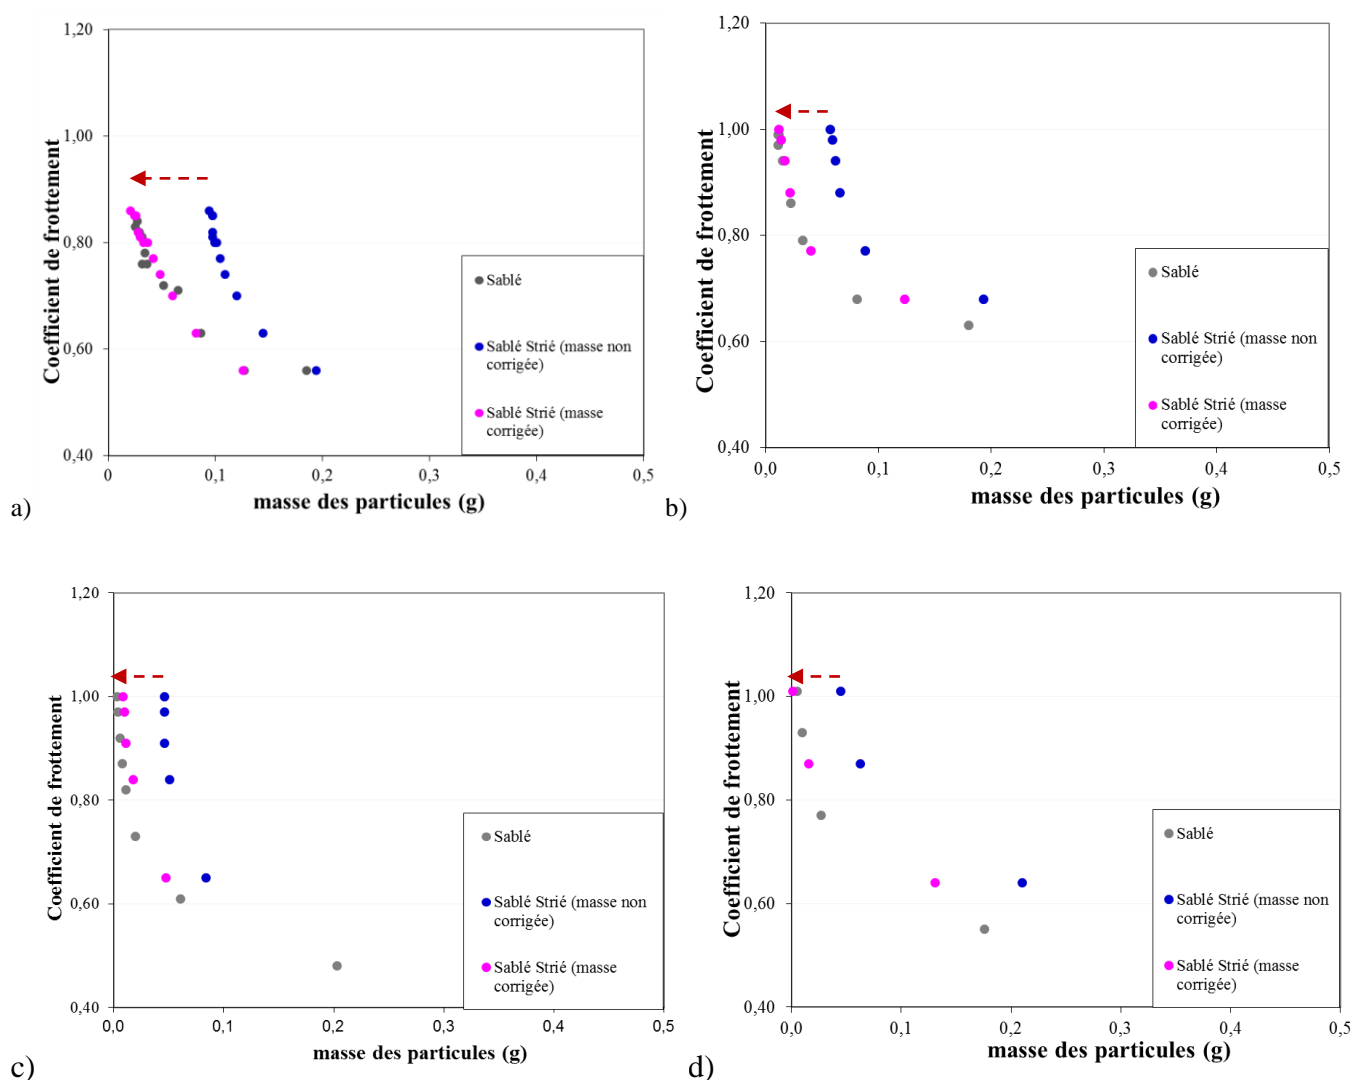 1,20
1,00
0,80
0,60
0,40
Coefficient de frottement
0
0,1
0,2
0,3
0,4
0,5
masse des particules (g)
Sablé
Sablé Strié (masse non
corrigée)
Sablé Strié (masse
corrigée)
a)
1,20
1,00
0,80
0,60
0,40
Coefficient de frottement
0,0
0,1
0,2
0,3
0,4
0,5
masse des particules (g)
Sablé
Sablé Strié (masse non
corrigée)
Sablé Strié (masse
corrigée)
b)
1,20
1,00
0,80
0,60
0,40
Coefficient de frottement
0,0
0,1
0,2
0,3
0,4
0,5
masse des particules (g)
Sablé
Sablé Strié (masse non
corrigée)
Sablé Strié (masse
corrigée)
c)
1,20
1,00
0,80
0,60
0,40
Coefficient de frottement
0,0
0,1
0,2
0,3
0,4
0,5
masse des particules (g)
Sablé
Sablé Strié (masse non
corrigée)
Sablé Strié (masse
corrigée)
d)